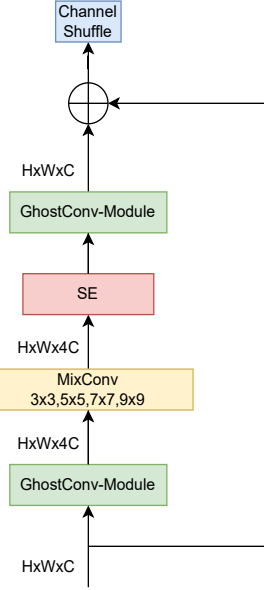 Channel
Shuffle
HxWxC
GhostConv-Module
SE
HxWx4C
MixConv
3x3,5x5,7x7,9x9
HxWx4C
GhostConv-Module
HxWxC